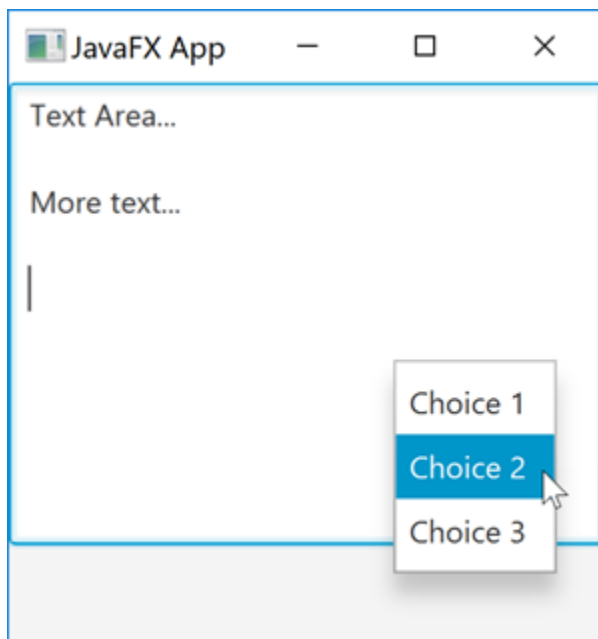 JavaFX App
Text Area...
More text...
Choice 1
Choice 2
Choice 3